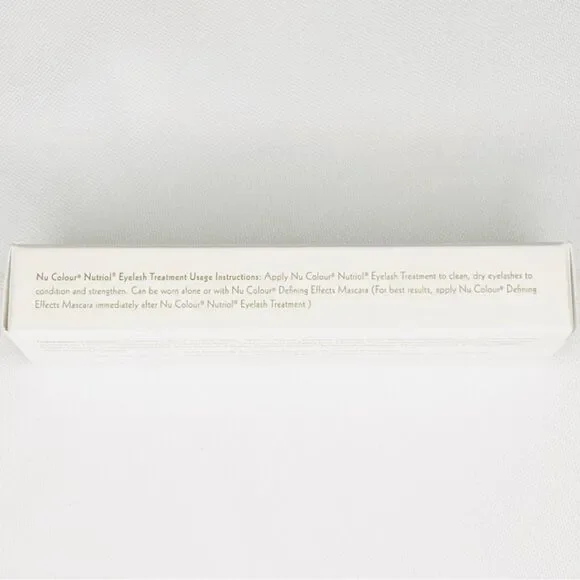 Nu Colour® Nutriol® Eyelash Treatment Usage Instructions: Apply Nu Colour® Nutriol® Eyelash Treatment to clean, dry eyelashes to
condition and strengthen. Can be worn alone or with Nu Colour® Defining Effects Mascara (For best results, apply Nu Colour® Defining
Effects Mascara immediately after Nu Colour® Nutriol® Eyelash Treatment )